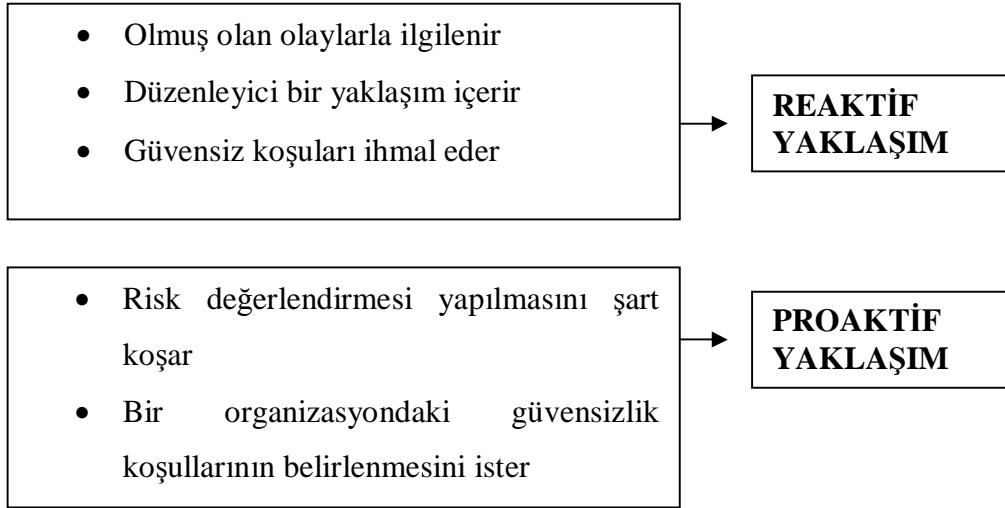 • Olmuş olan olaylarla ilgilenir
• Düzenleyici bir yaklaşım içerir
• Güvensiz koşuları ihmal eder
REAKTİF
YAKLAŞIM
• Risk değerlendirmesi yapılmasını şart
koşar
• Bir organizasyondaki güvensizlik
koşullarının belirlenmesini ister
PROAKTİF
YAKLAŞIM